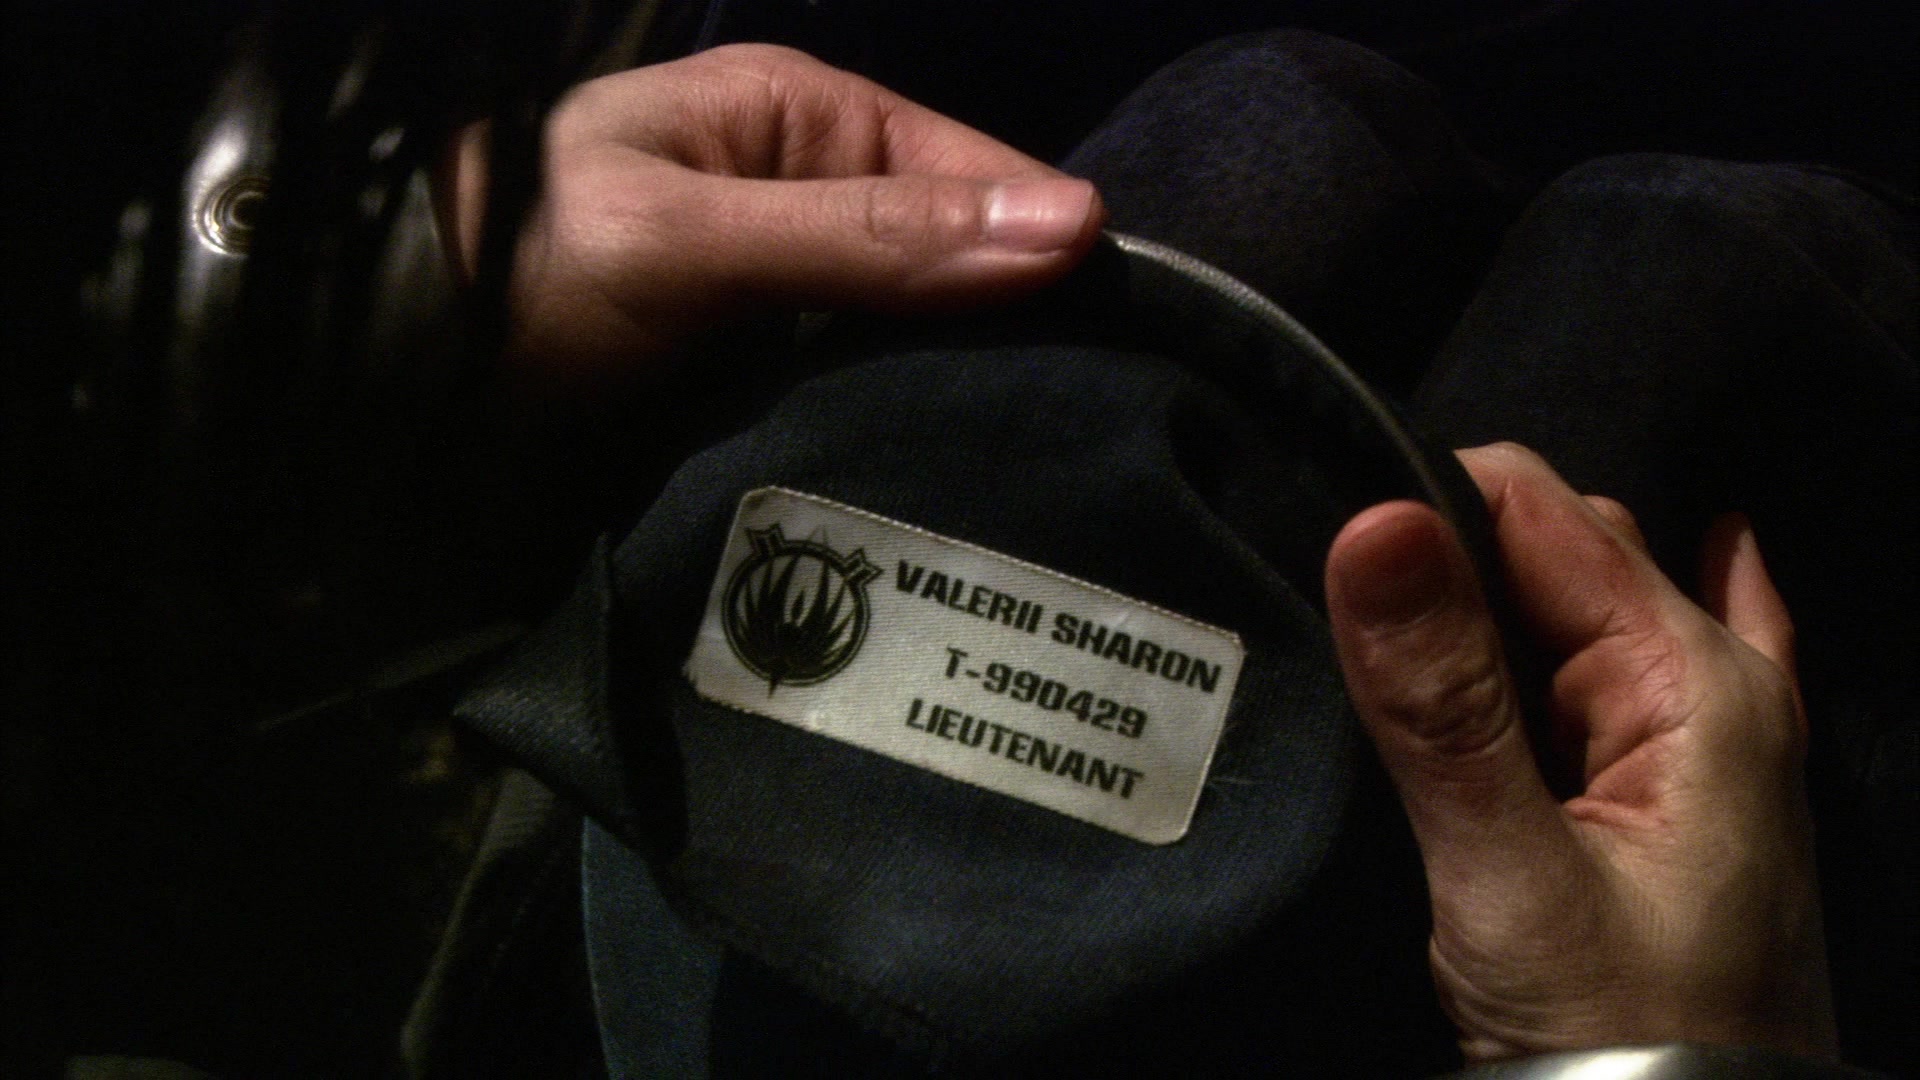 VALERII SHARON
T-990429
LIEUTENANT